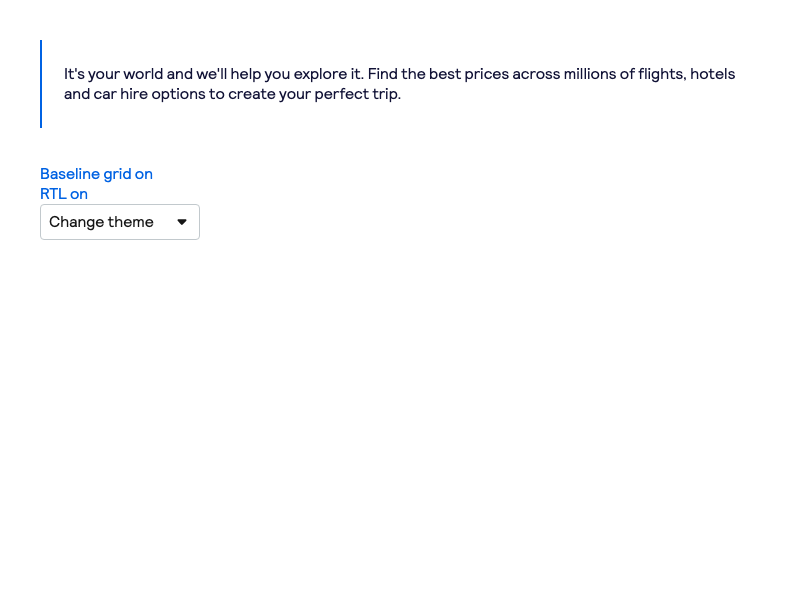 It's your world and we'll help you explore it. Find the best prices across millions of flights, hotels
and car hire options to create your perfect trip.
Baseline grid on
RTL on
Change theme